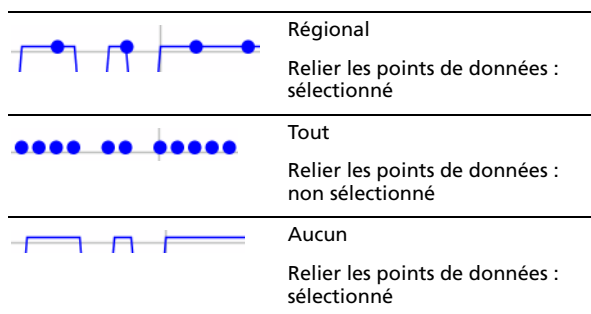 Régional
Relier les points de données :
sélectionné
Tout
Relier les points de données :
non sélectionné
Aucun
Relier les points de données :
sélectionné